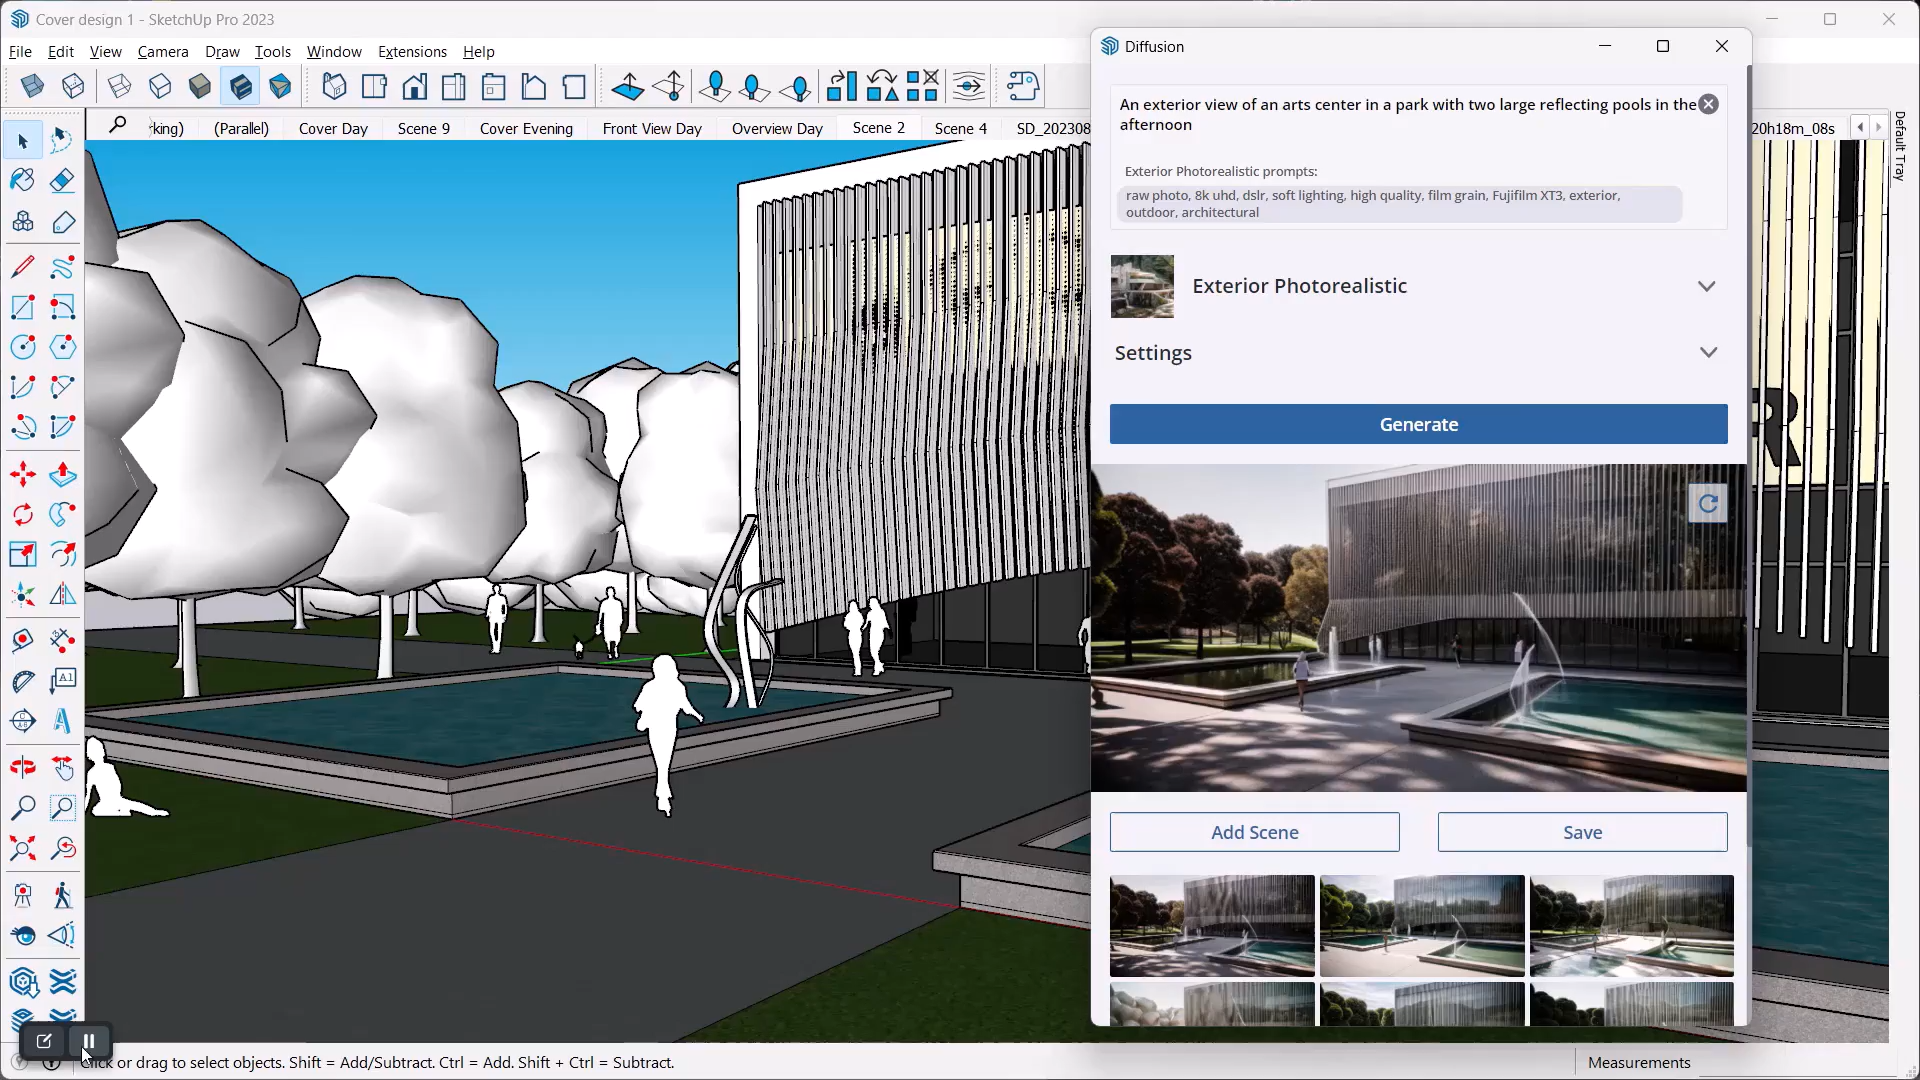 Cover design 1 - SketchUp Pro 2023
File Edit View Camera Draw Tools Window Extensions Help
rking) (Parallel) Cover Day Scene 9 Cover Evening Front View Day Overview Day Scene 2 Scene 4 SD_202308
20h18m_08s
Default Tray
Diffusion
An exterior view of an arts center in a park with two large reflecting pools in the
afternoon
Exterior Photorealistic prompts:
raw photo, 8k uhd, dslr, soft lighting, high quality, film grain, Fujifilm XT3, exterior,
outdoor, architectural
Exterior Photorealistic
Settings
Generate
Add Scene Save
A1
R
Click or drag to select objects. Shift = Add/Subtract. Ctrl = Add. Shift + Ctrl = Subtract.
Measurements